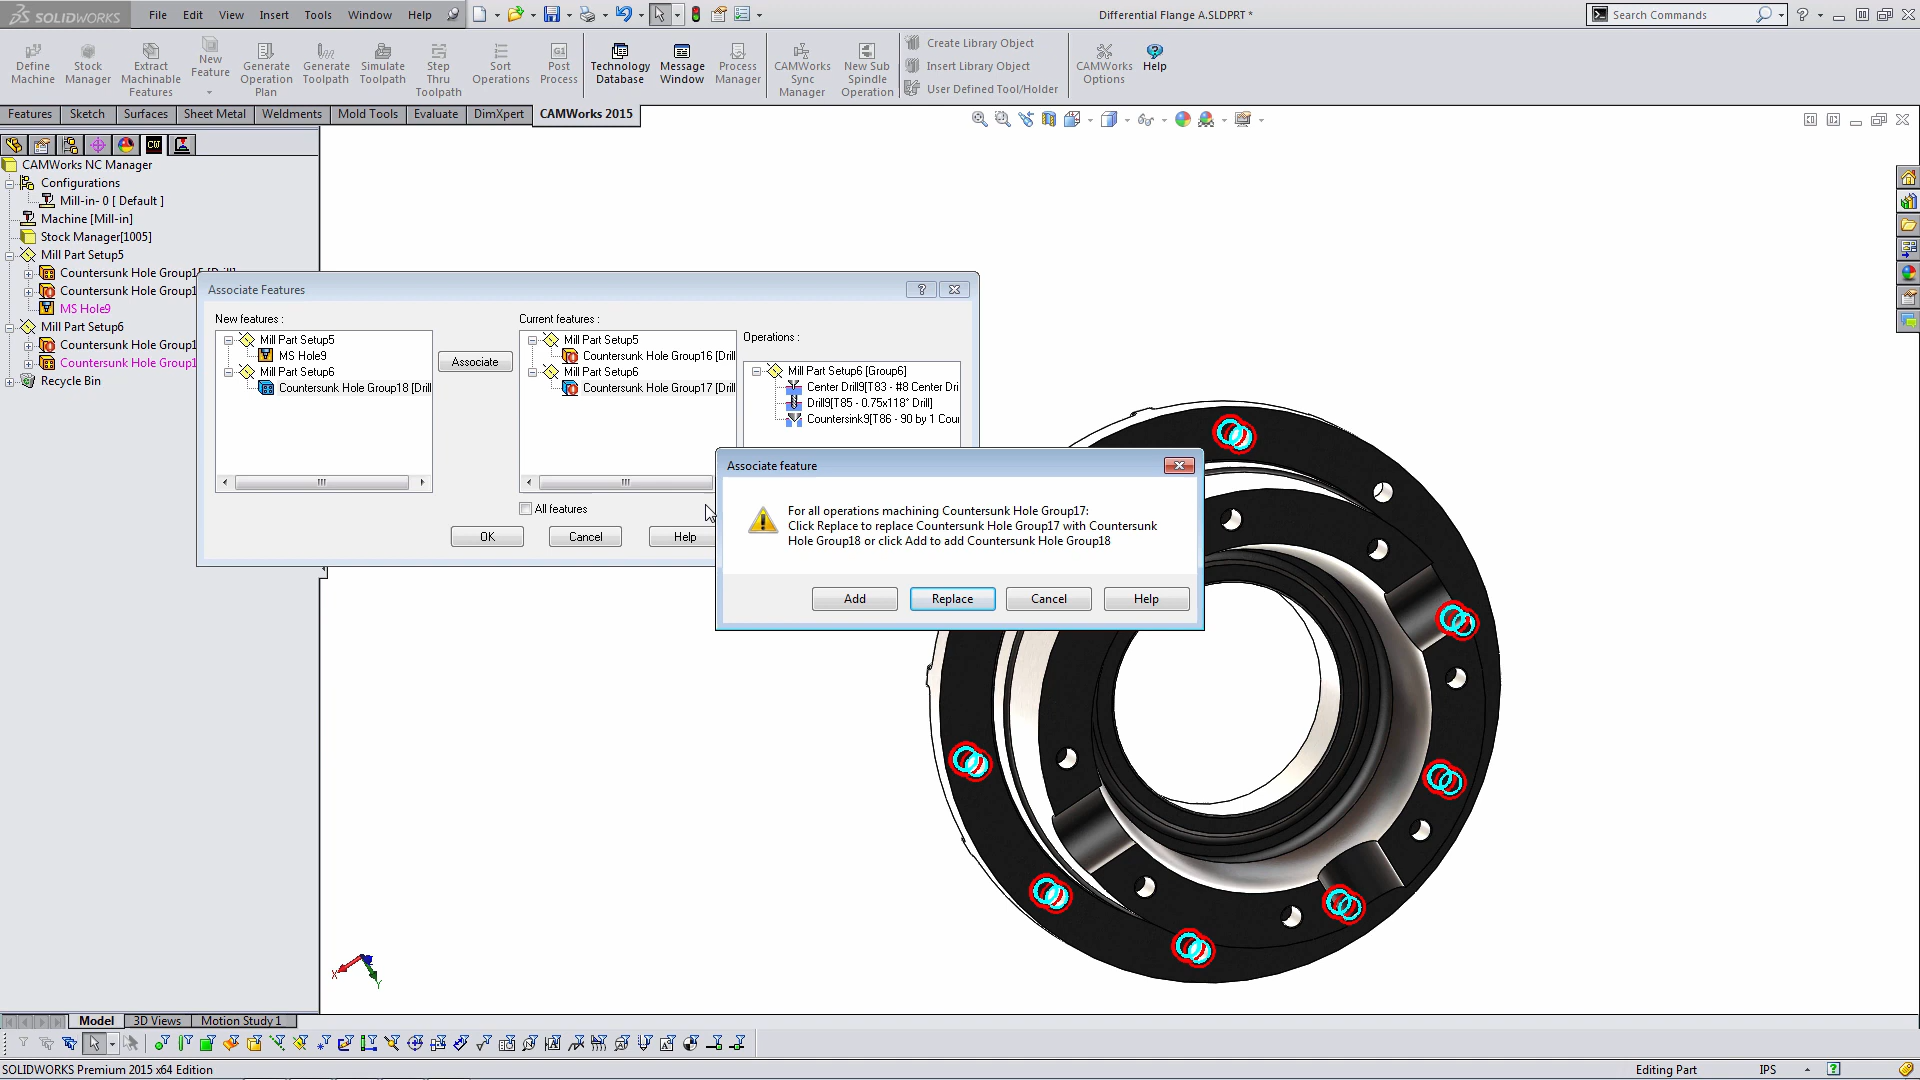 SOLIDWORKS
File Edit View Insert Tools Window Help
Differential Flange A.SLDPRT *
Search Commands
Define Machine
Stock Manager
Extract Machinable Features
New Feature
Generate Operation Plan
Generate Toolpath
Simulate Toolpath
Step Thru Toolpath
Sort Operations
G1
Post Process
Technology Database
Message Window
Process Manager
CAMWorks Sync Manager
New Sub Spindle Operation
Create Library Object
Insert Library Object
User Defined Tool/Holder
CAMWorks Options
Help
Features Sketch Surfaces Sheet Metal Weldments Mold Tools Evaluate DimXpert CAMWorks 2015
CW
CAMWorks NC Manager
Configurations
Mill-in- 0 [ Default ]
Machine [Mill-in]
Stock Manager[1005]
Mill Part Setup5
Countersunk Hole Group1
Countersunk Hole Group1
MS Hole9
Mill Part Setup6
Countersunk Hole Group1
Countersunk Hole Group1
Recycle Bin
Associate Features
New features :
Mill Part Setup5
MS Hole9
Mill Part Setup6
Countersunk Hole Group18 [Drill
Associate
Current features :
Mill Part Setup5
Countersunk Hole Group16 [Drill
Mill Part Setup6
Countersunk Hole Group17 [Drill
Operations :
Mill Part Setup6 [Group6]
Center Drill9[T83 - #8 Center Dri
Drill9[T85 - 0.75x118° Drill]
Countersink9[T86 - 90 by 1 Cou
All features
OK Cancel Help
Associate feature
For all operations machining Countersunk Hole Group17:
Click Replace to replace Countersunk Hole Group17 with Countersunk
Hole Group18 or click Add to add Countersunk Hole Group18
Add Replace Cancel Help
X
Y
Model 3D Views Motion Study 1
SOLIDWORKS Premium 2015 x64 Edition
Editing Part
IPS